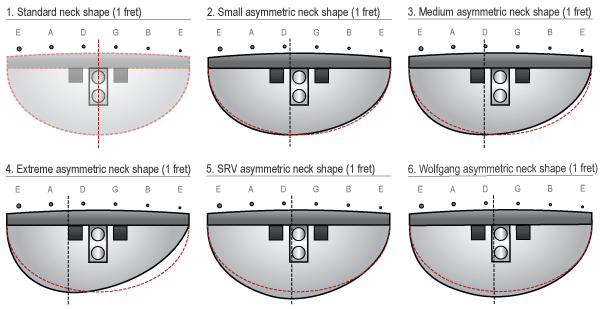 1. Standard neck shape (1 fret)
2. Small asymmetric neck shape (1 fret)
3. Medium asymmetric neck shape (1 fret)
E A D G B E
E A D G B E
E A D G B E
4. Extreme asymmetric neck shape (1 fret)
5. SRV asymmetric neck shape (1 fret)
6. Wolfgang asymmetric neck shape (1 fret)
E A D G B E
E A D G B E
E A D G B E